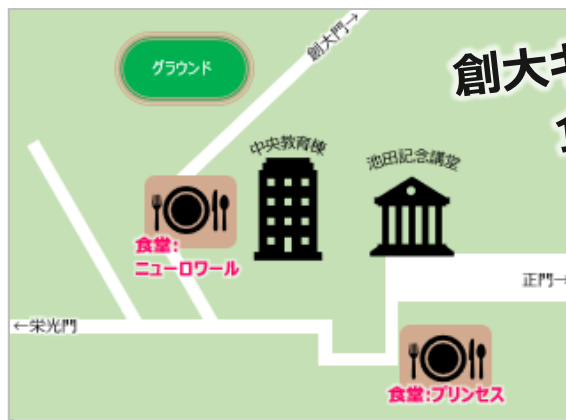 創大門→
グラウンド
創大キ
中央教育棟
池田記念講堂
食堂：
ニューロワール
正門→
←栄光門
食堂：プリンセス